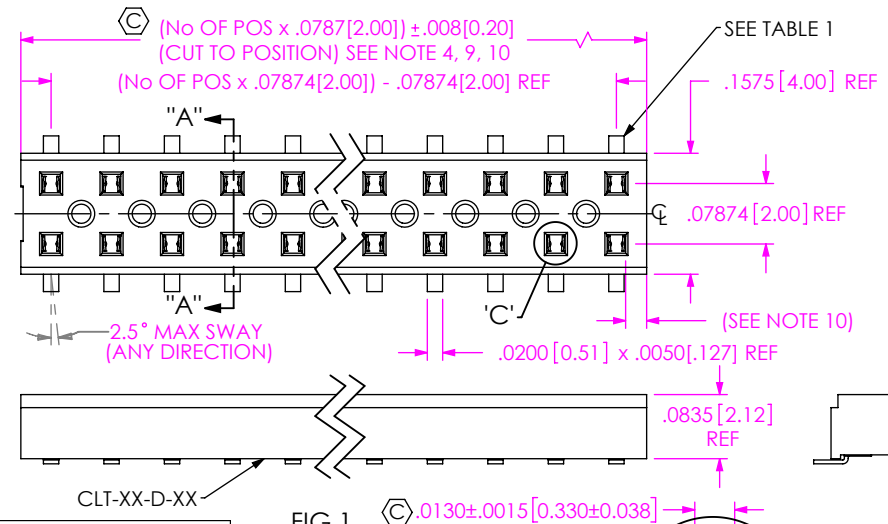 C (No OF POS x .0787[2.00]) ±.008[0.20]
(CUT TO POSITION) SEE NOTE 4, 9, 10
(No OF POS x .07874[2.00]) - .07874[2.00] REF
SEE TABLE 1
.1575[4.00] REF
"A"
.07874[2.00] REF
"A"
'C'
2.5° MAX SWAY
(ANY DIRECTION)
(SEE NOTE 10)
.0200[0.51] x .0050[.127] REF
.0835[2.12]
REF
CLT-XX-D-XX
FIG 1
C .0130±.0015[0.330±0.038]